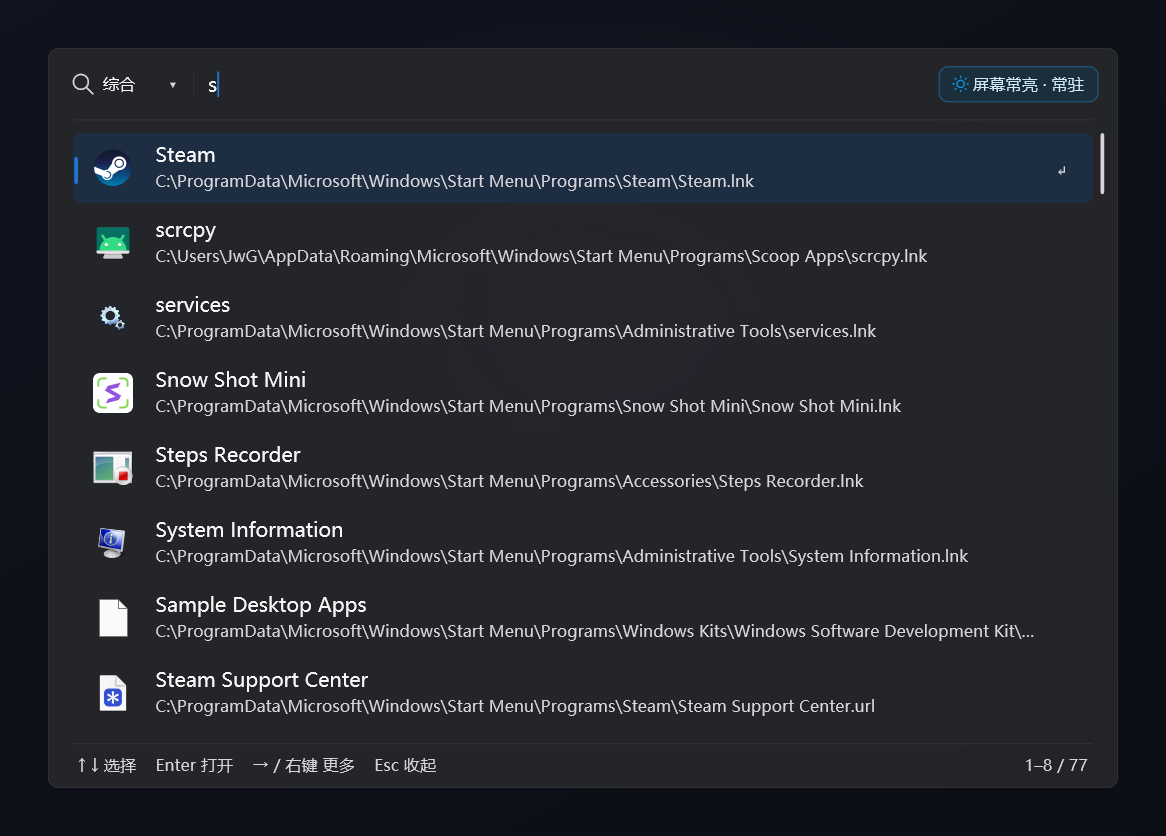 综合 ▾ s 屏幕常亮 · 常驻
Steam
C:\ProgramData\Microsoft\Windows\Start Menu\Programs\Steam\Steam.lnk
scrcpy
C:\Users\JwG\AppData\Roaming\Microsoft\Windows\Start Menu\Programs\Scoop Apps\scrcpy.lnk
services
C:\ProgramData\Microsoft\Windows\Start Menu\Programs\Administrative Tools\services.lnk
Snow Shot Mini
C:\ProgramData\Microsoft\Windows\Start Menu\Programs\Snow Shot Mini\Snow Shot Mini.lnk
Steps Recorder
C:\ProgramData\Microsoft\Windows\Start Menu\Programs\Accessories\Steps Recorder.lnk
System Information
C:\ProgramData\Microsoft\Windows\Start Menu\Programs\Administrative Tools\System Information.lnk
Sample Desktop Apps
C:\ProgramData\Microsoft\Windows\Start Menu\Programs\Windows Kits\Windows Software Development Kit\...
Steam Support Center
C:\ProgramData\Microsoft\Windows\Start Menu\Programs\Steam\Steam Support Center.url
↑↓选择 Enter 打开 → / 右键 更多 Esc 收起 1–8 / 77